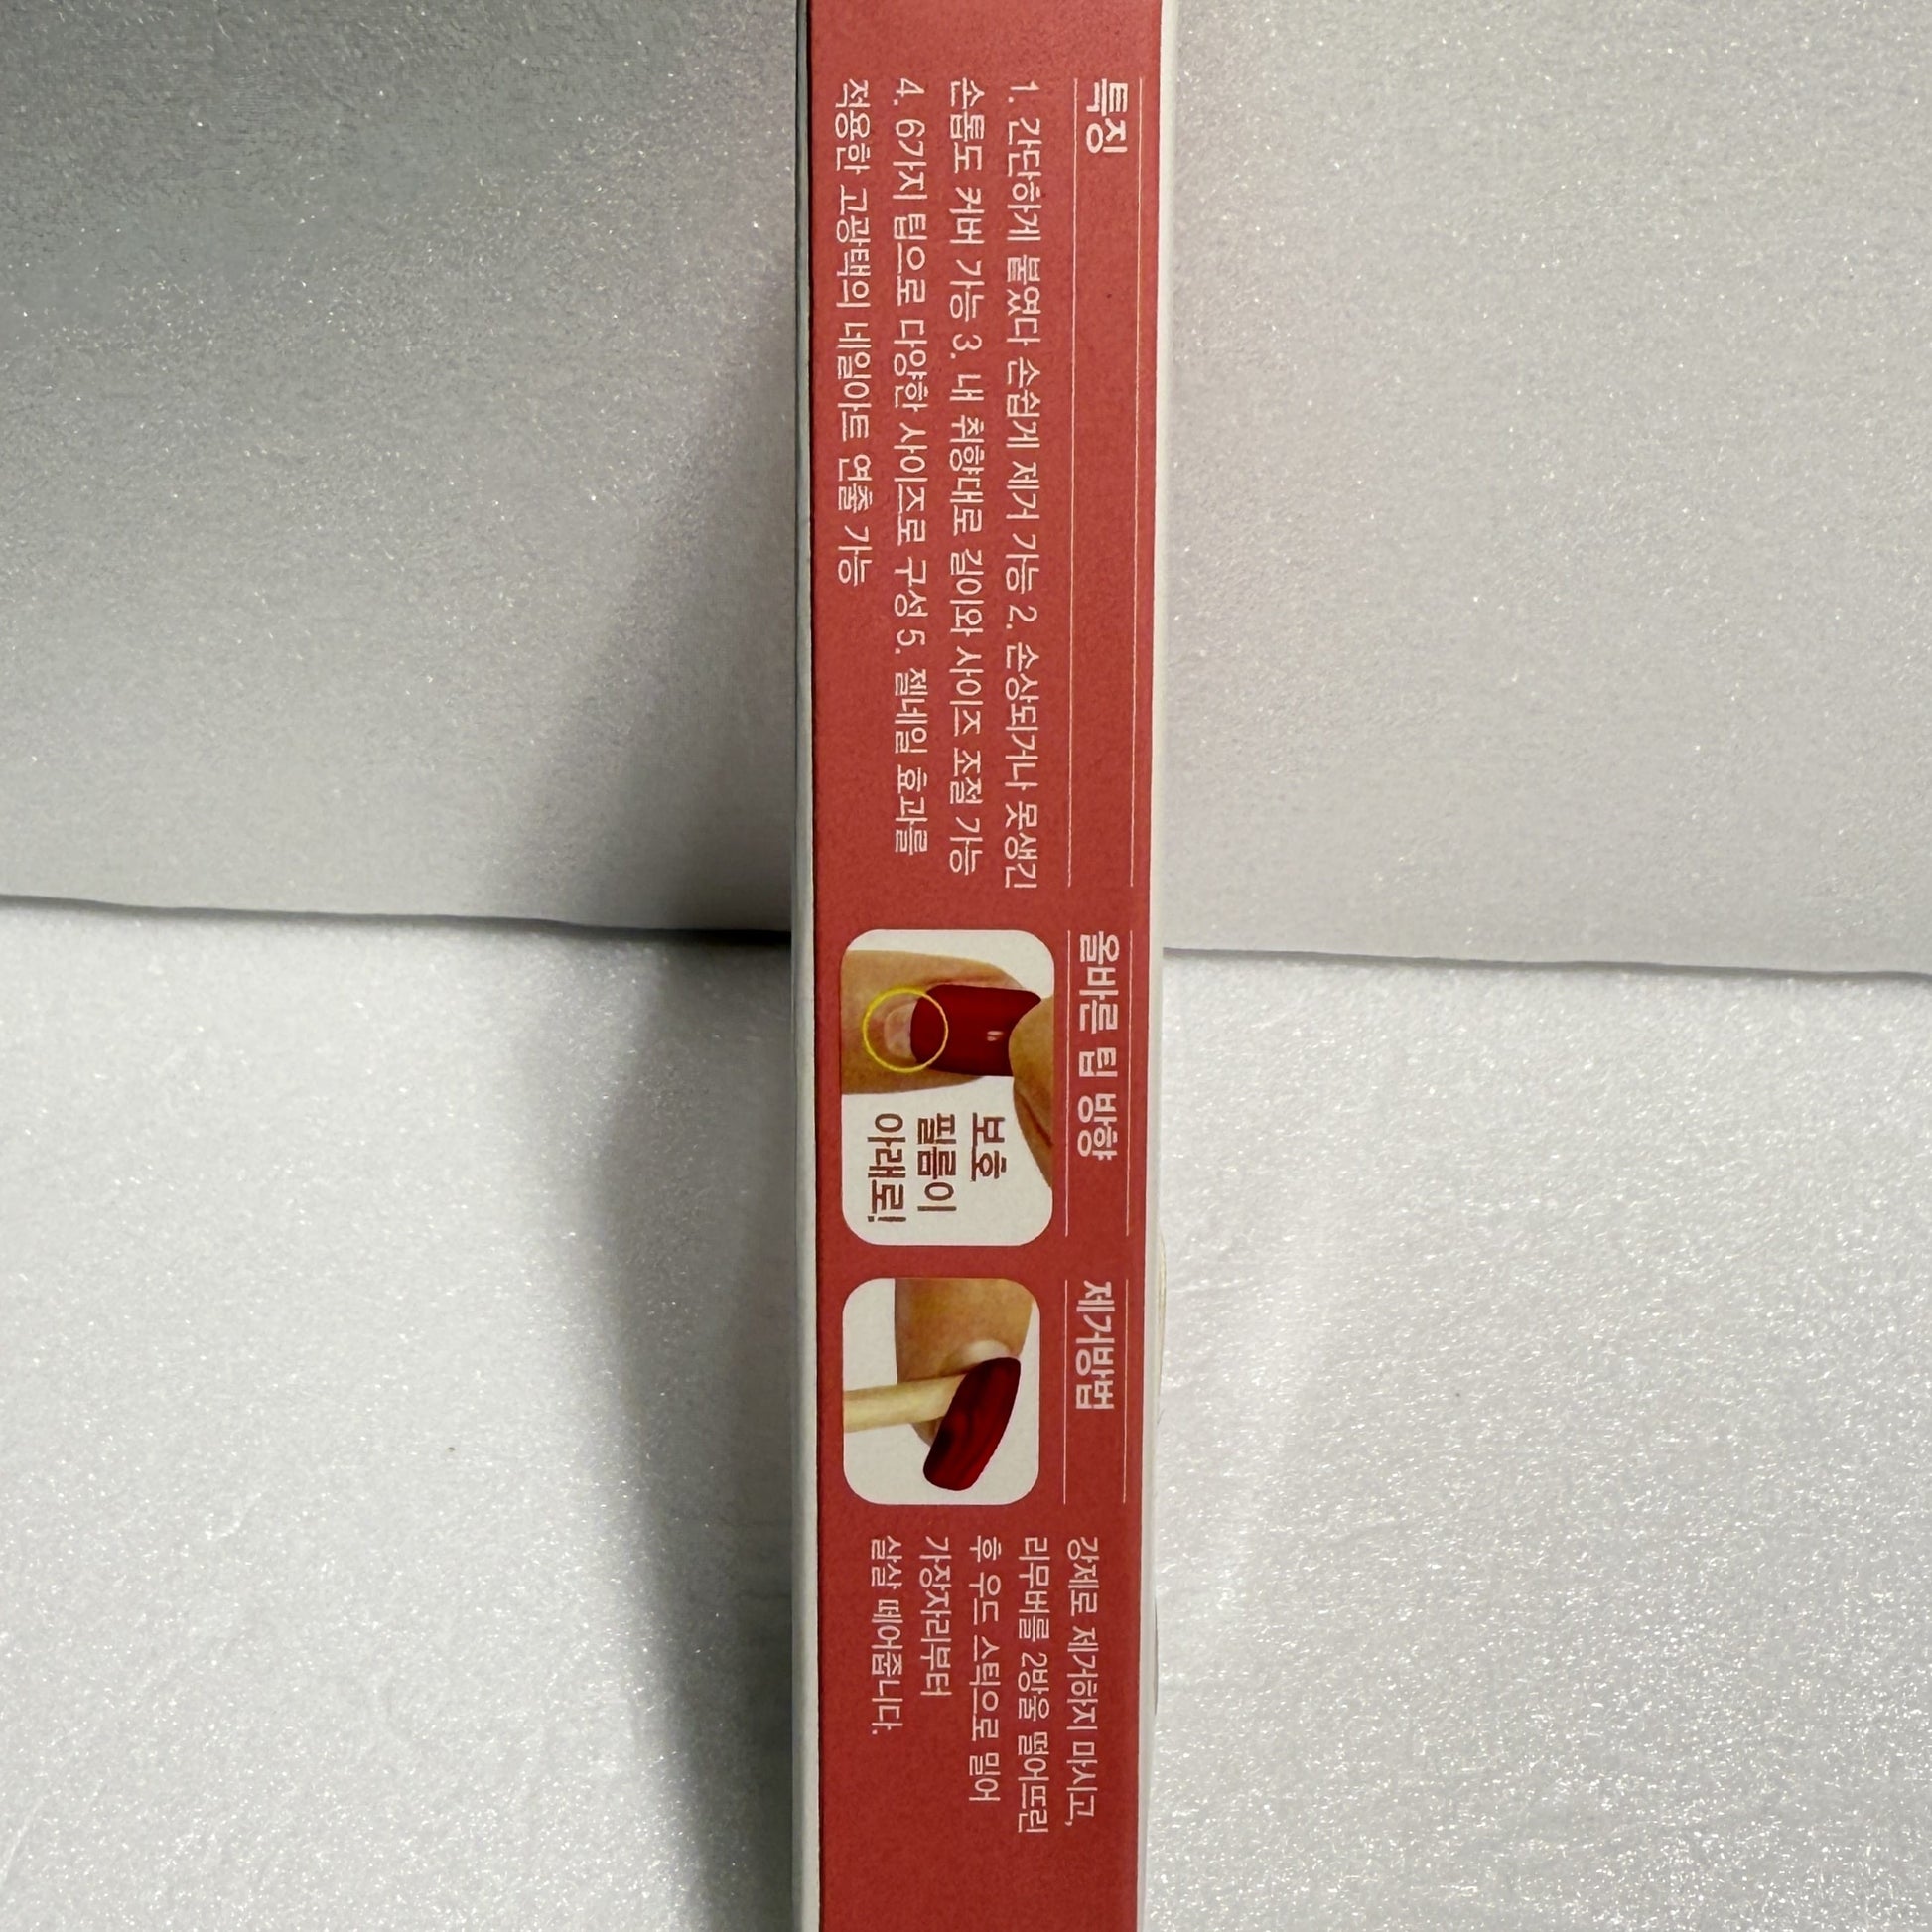 특징
1. 간단하게 붙였다 손쉽게 제거 가능 2. 손상되거나 못생긴
손톱도 커버 가능 3. 내 취향대로 길이와 사이즈 조절 가능
4. 6가지 팁으로 다양한 사이즈로 구성 5. 젤네일 효과를
적용한 고광택의 네일아트 연출 가능
올바른 팁 방향
보호
필름이
아래로!
제거방법
강제로 제거하지 마시고,
리무버를 2방울 떨어뜨린
후 우드 스틱으로 밀어
가장자리부터
살살 떼어줍니다.